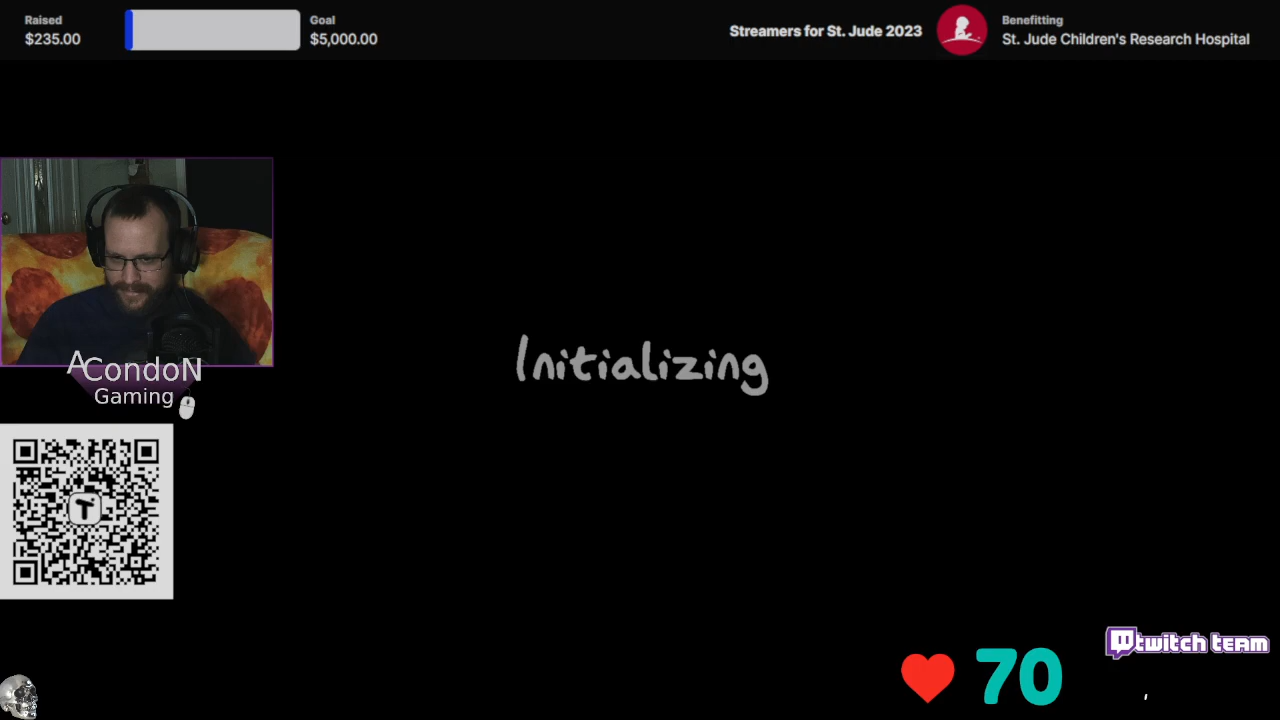 Raised
$235.00
Goal
$5,000.00
Streamers for St. Jude 2023
Benefitting
St. Jude Children's Research Hospital
Initializing
ACondoN
Gaming
T
70
twitch team